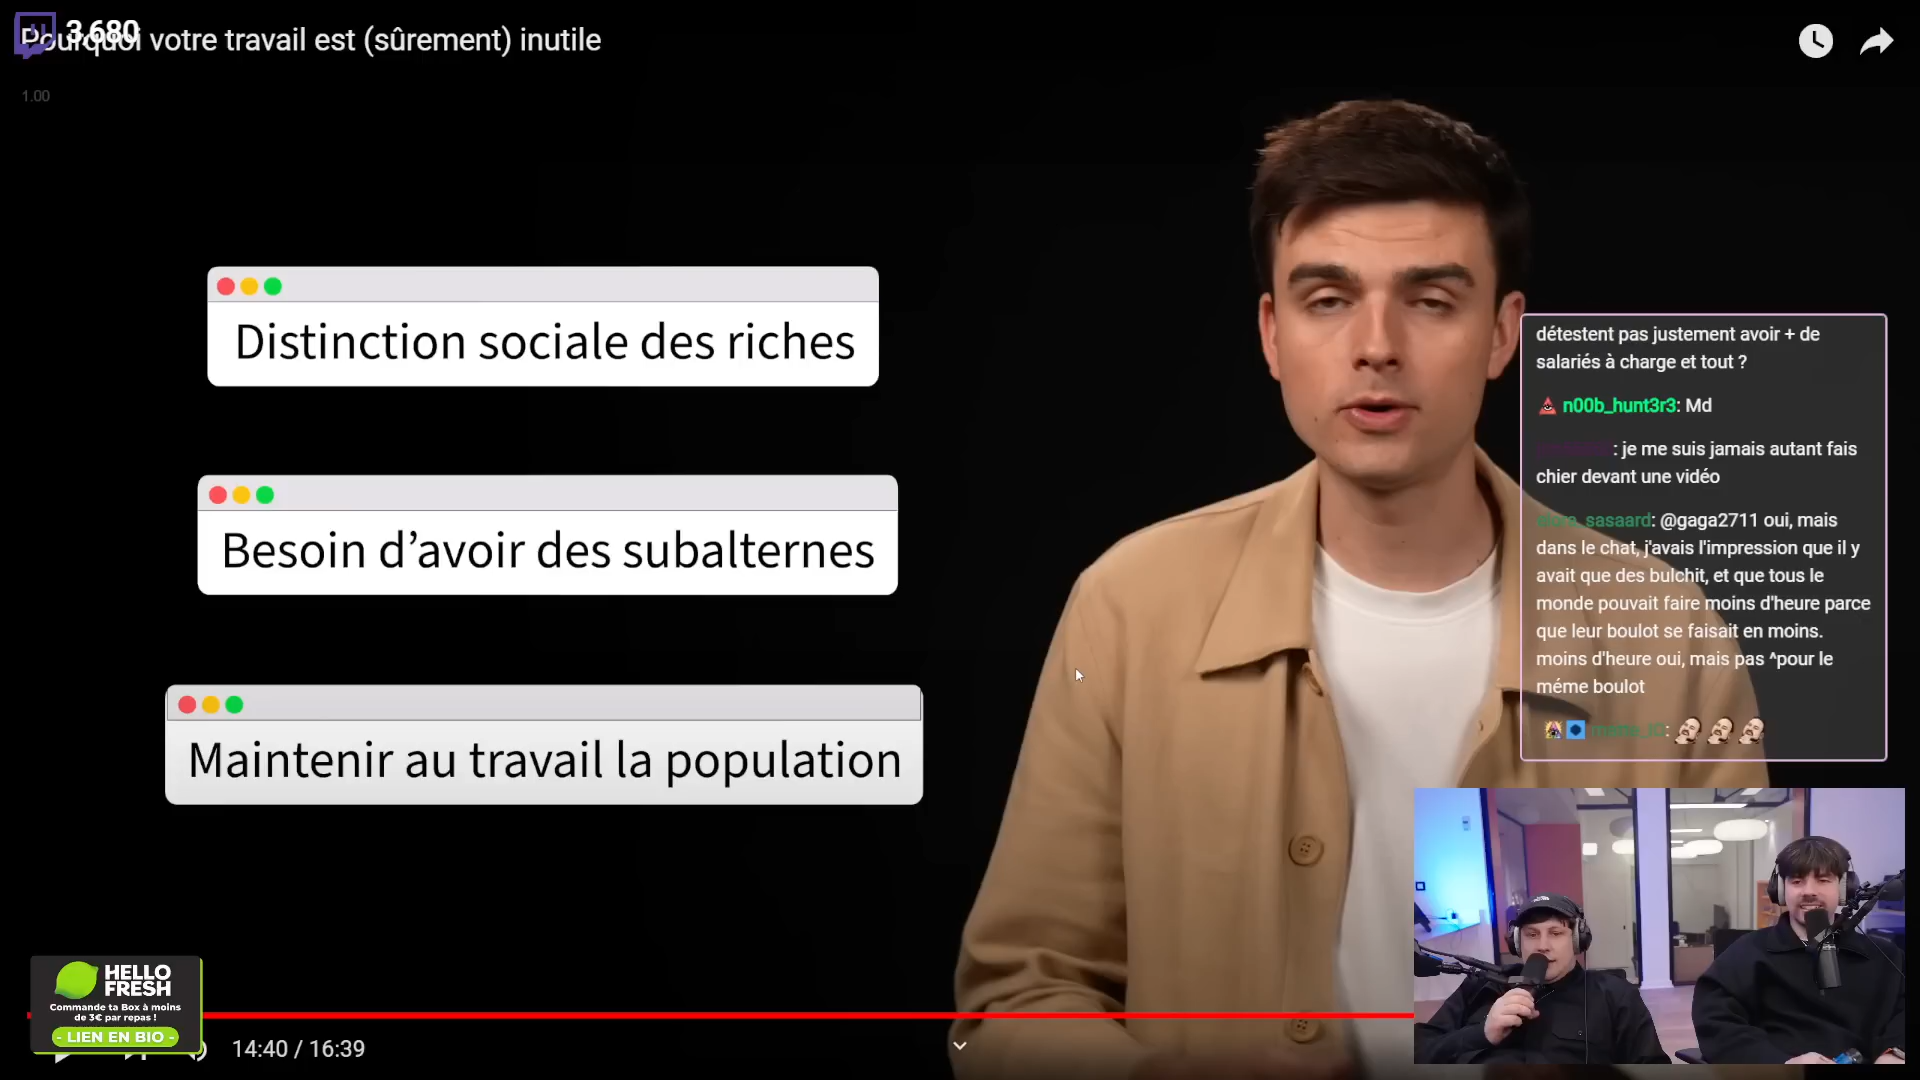 3 680
Pourquoi votre travail est (sûrement) inutile
1.00
Distinction sociale des riches
Besoin d’avoir des subalternes
Maintenir au travail la population
détestent pas justement avoir + de
salariés à charge et tout ?
n00b_hunt3r3: Md
: je me suis jamais autant fais
chier devant une vidéo
sasaard: @gaga2711 oui, mais
dans le chat, j'avais l'impression que il y
avait que des bulchit, et que tous le
monde pouvait faire moins d'heure parce
que leur boulot se faisait en moins.
moins d'heure oui, mais pas ^pour le
méme boulot
HELLO
FRESH
Commande ta Box à moins
de 3€ par repas !
- LIEN EN BIO -
14:40 / 16:39